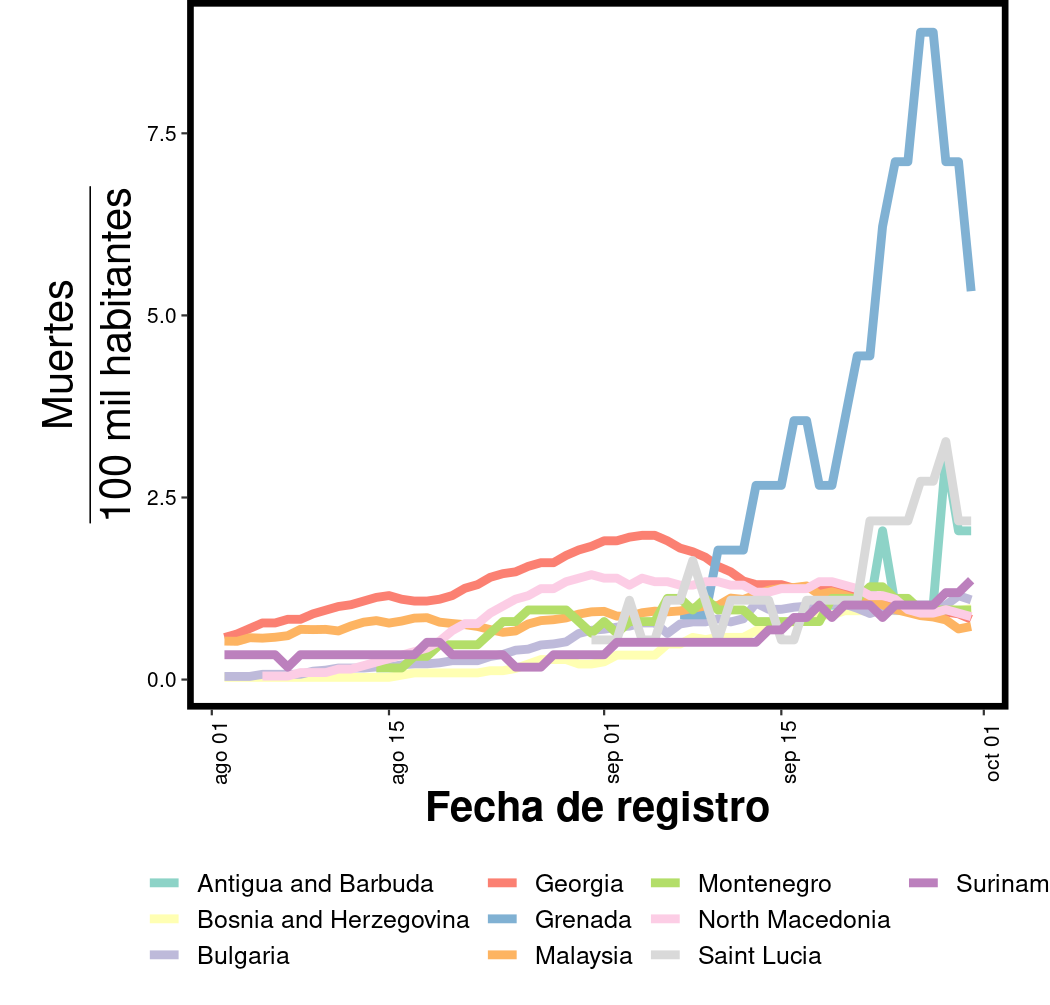 Muertes
100 mil habitantes
7.5
5.0
2.5
0.0
ago 01
ago 15
sep 01
sep 15
oct 01
Fecha de registro
Antigua and Barbuda
Georgia
Montenegro
Surinam
Bosnia and Herzegovina
Grenada
North Macedonia
Bulgaria
Malaysia
Saint Lucia